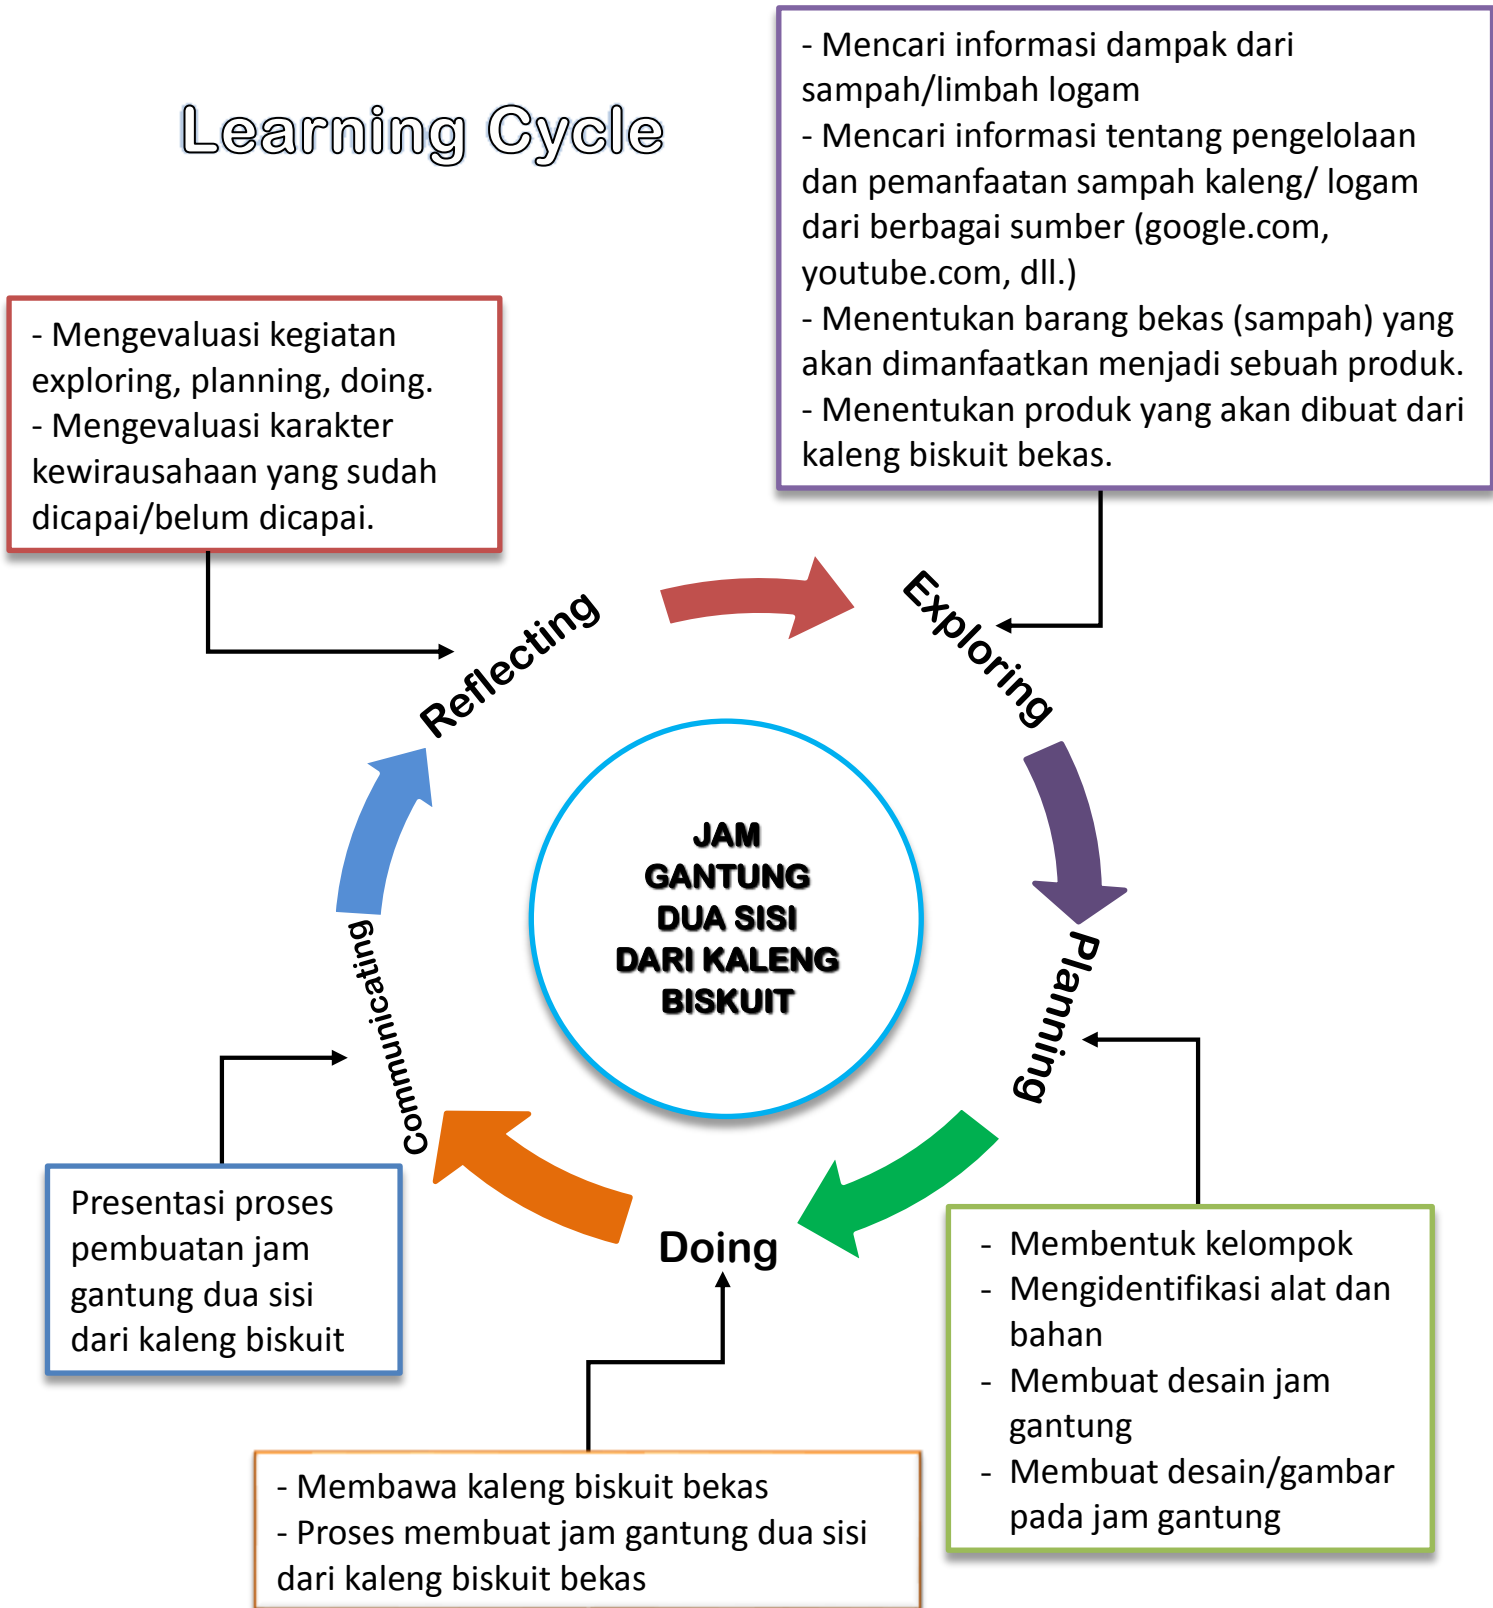 Learning Cycle
- Mencari informasi dampak dari
sampah/limbah logam
- Mencari informasi tentang pengelolaan
dan pemanfaatan sampah kaleng/ logam
dari berbagai sumber (google.com,
youtube.com, dll.)
- Menentukan barang bekas (sampah) yang
akan dimanfaatkan menjadi sebuah produk.
- Menentukan produk yang akan dibuat dari
kaleng biskuit bekas.
- Mengevaluasi kegiatan
exploring, planning, doing.
- Mengevaluasi karakter
kewirausahaan yang sudah
dicapai/belum dicapai.
Reflecting
Exploring
JAM
GANTUNG
DUA SISI
DARI KALENG
BISKUIT
Communicating
Planning
Doing
Presentasi proses
pembuatan jam
gantung dua sisi
dari kaleng biskuit
- Membentuk kelompok
- Mengidentifikasi alat dan
bahan
- Membuat desain jam
gantung
- Membuat desain/gambar
pada jam gantung
- Membawa kaleng biskuit bekas
- Proses membuat jam gantung dua sisi
dari kaleng biskuit bekas